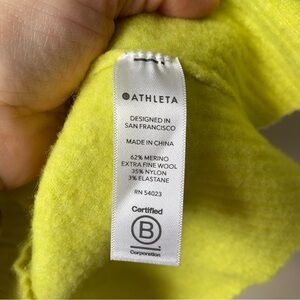 ATHLETA
DESIGNED IN
SAN FRANCISCO
MADE IN CHINA
62% MERINO
EXTRA FINE WOOL
35% NYLON
3% ELASTANE
RN 54023
Certified
B
Corporation